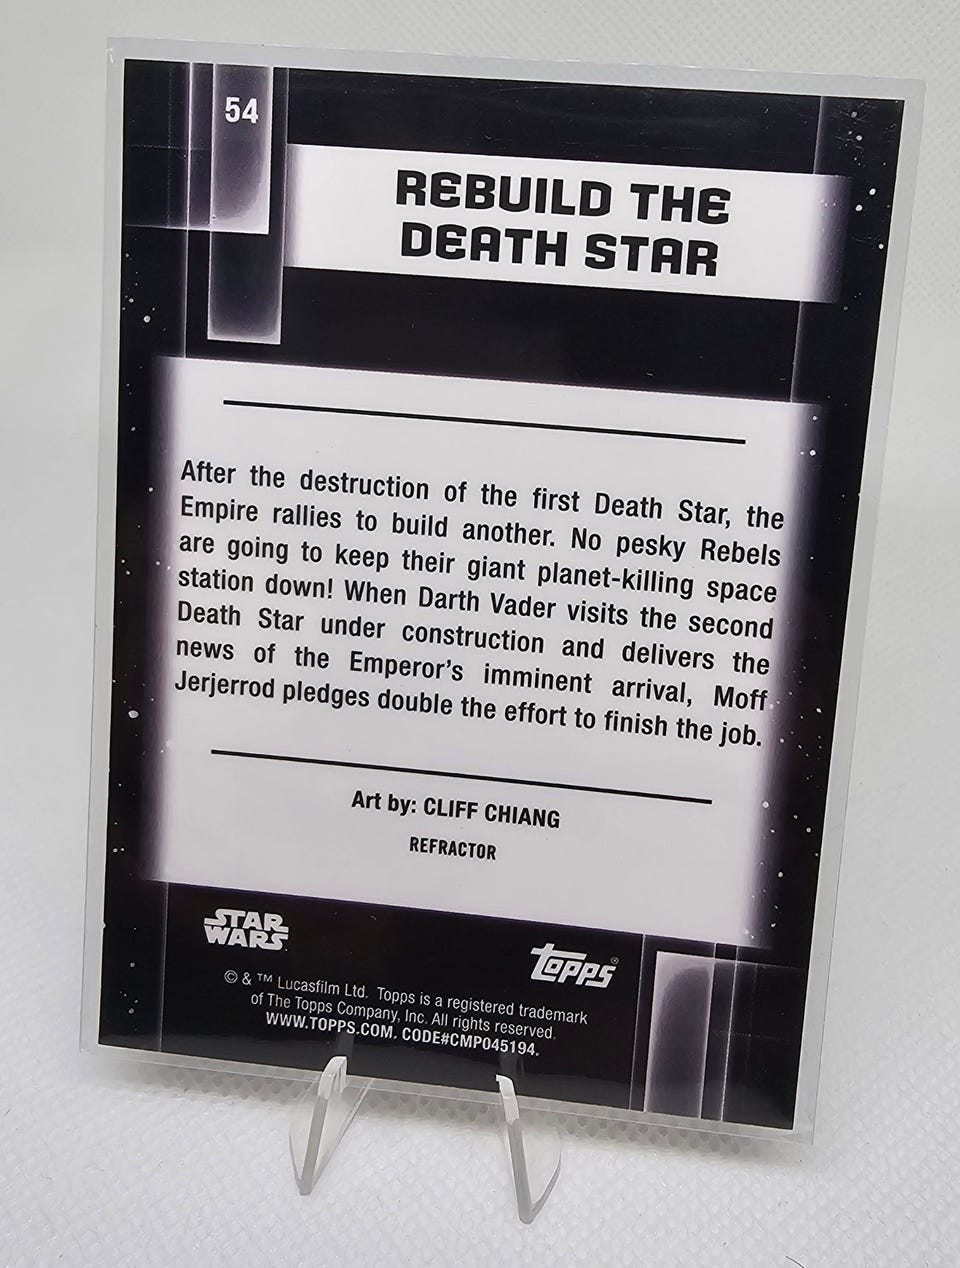 54
REBUILD THE
DEATH STAR
After the destruction of the first Death Star, the
Empire rallies to build another. No pesky Rebels
are going to keep their giant planet-killing space
station down! When Darth Vader visits the second
Death Star under construction and delivers the
news of the Emperor's imminent arrival, Moff
Jerjerrod pledges double the effort to finish the job.
Art by: CLIFF CHIANG
REFRACTOR
STAR
WARS
Topps®
© & ™ Lucasfilm Ltd. Topps is a registered trademark
of The Topps Company, Inc. All rights reserved.
WWW.TOPPS.COM. CODE#CMP045194.